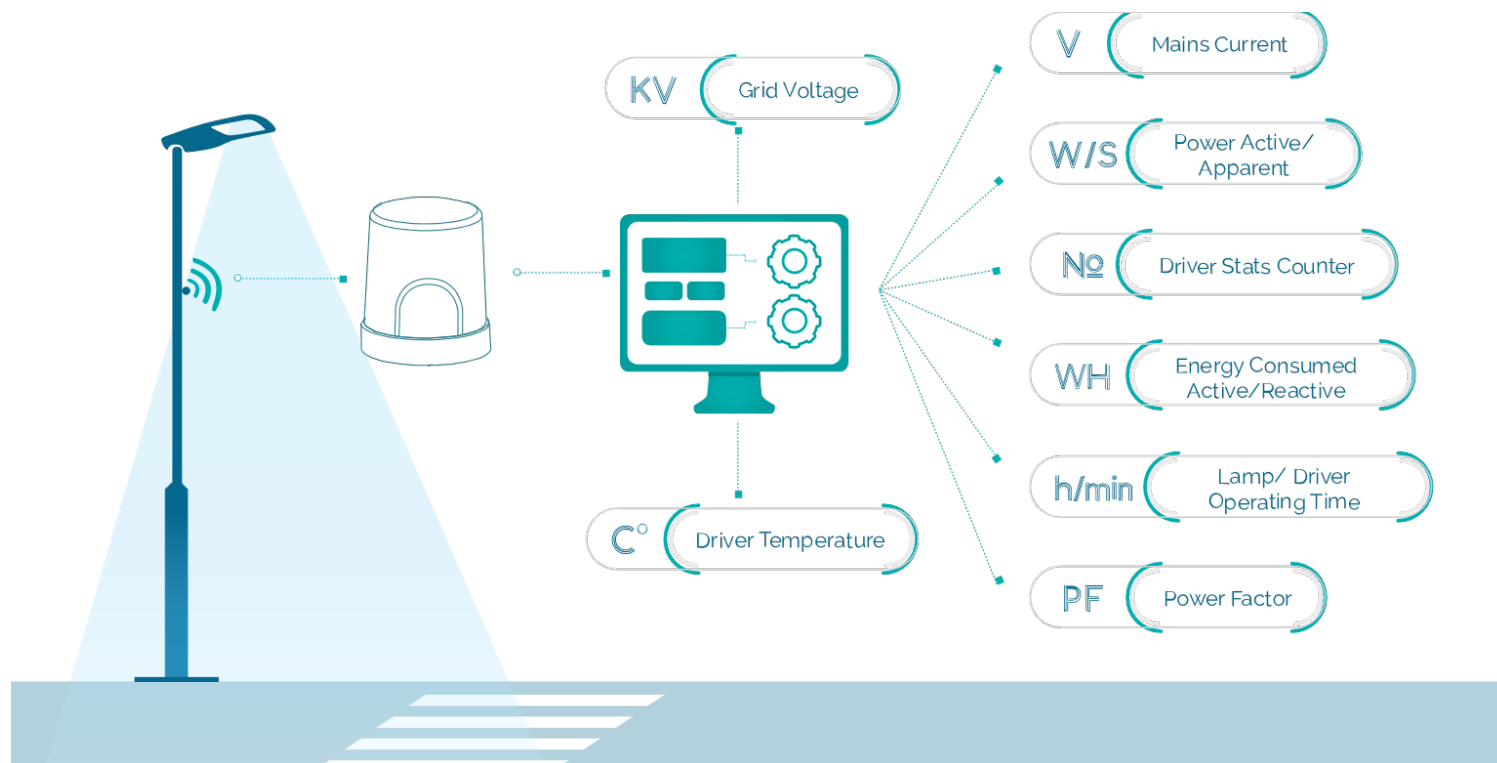 KV Grid Voltage
C° Driver Temperature
V Mains Current
W/S Power Active/
Apparent
№ Driver Stats Counter
WH Energy Consumed
Active/Reactive
h/min Lamp/ Driver
Operating Time
PF Power Factor